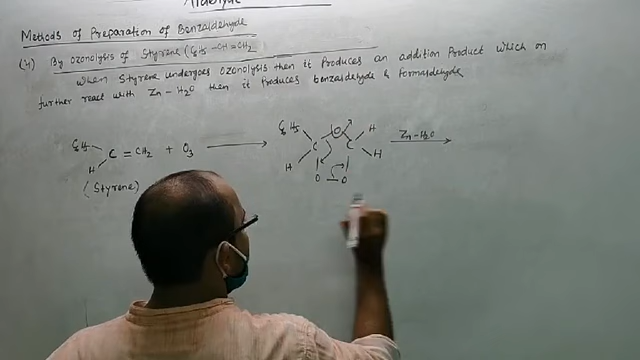 Aldehyde
Methods of Preparation of Benzaldehyde
(4) By ozonolysis of Styrene (C6H5-CH=CH2
When Styrene undergoes ozonolysis then it produces an addition Product which on
further react with Zn-H2O then it produces benzaldehyde & formaldehyde
C6H5 C=CH2 + O3
H
(Styrene)
C6H5 O H
C C
H H
O-O
Zn-H2O